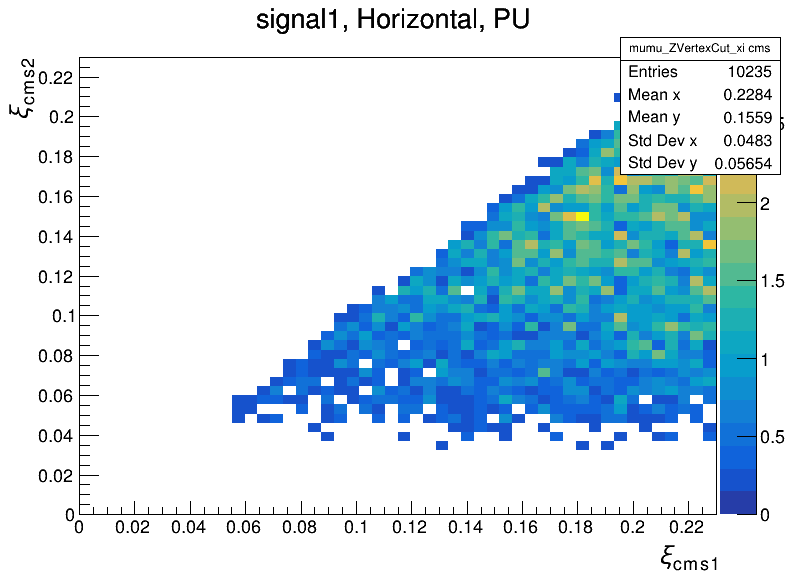 signal1, Horizontal, PU
mumu_ZVertexCut_xi cms
Entries 10235
Mean x 0.2284
Mean y 0.1559
Std Dev x 0.0483
Std Dev y 0.05654
ξcms2
0.22
0.2
0.18
0.16
0.14
0.12
0.1
0.08
0.06
0.04
0.02
0
5
2
1.5
1
0.5
0
0 0.02 0.04 0.06 0.08 0.1 0.12 0.14 0.16 0.18 0.2 0.22
ξcms1